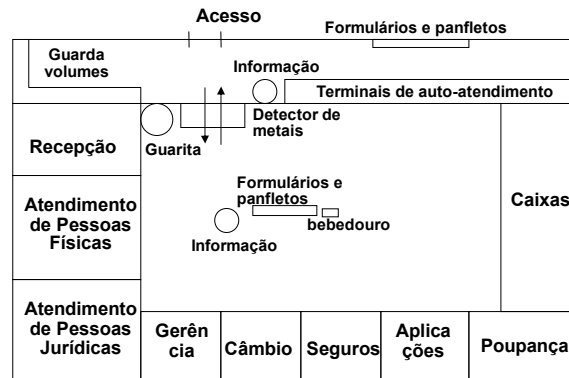 Acesso
Formulários e panfletos
Guarda
volumes
Informação
Terminais de auto-atendimento
Detector de
metais
Guarita
Recepção
Formulários e
panfletos
bebedouro
Informação
Caixas
Atendimento
de Pessoas
Físicas
Atendimento
de Pessoas
Jurídicas
Gerên
cia
Câmbio
Seguros
Aplica
ções
Poupança